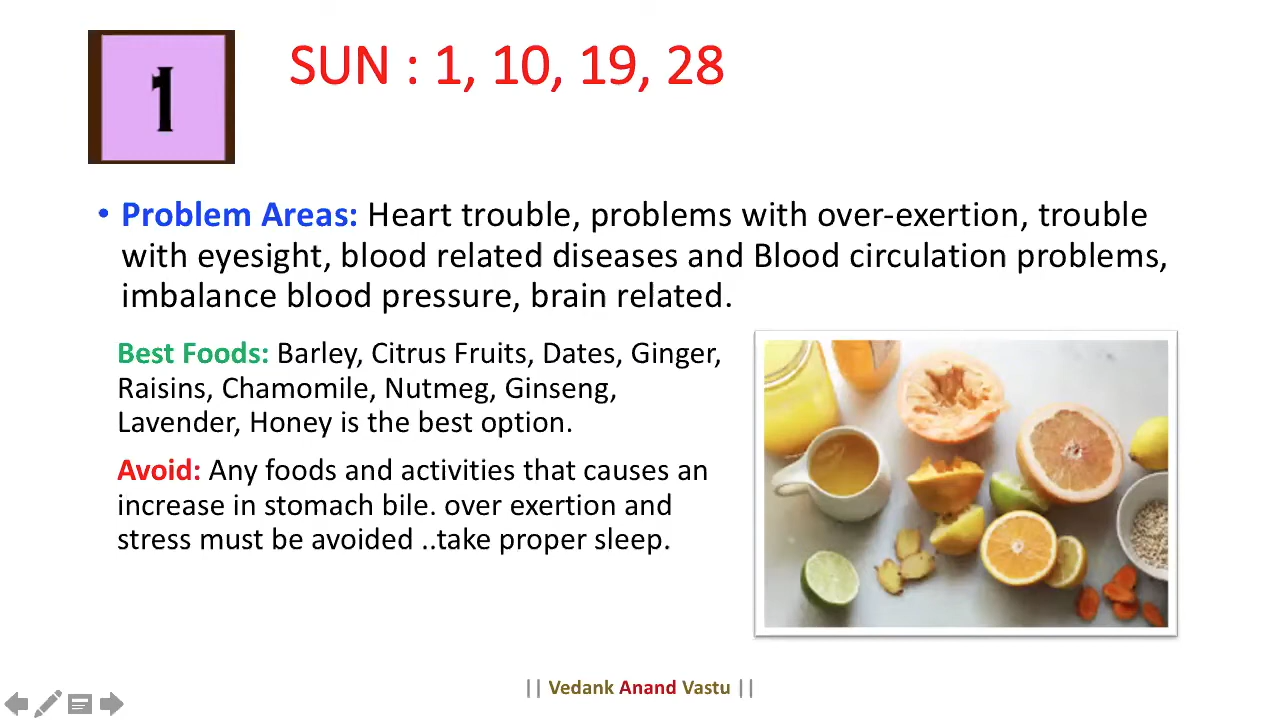 1
SUN : 1, 10, 19, 28
• Problem Areas: Heart trouble, problems with over-exertion, trouble
with eyesight, blood related diseases and Blood circulation problems,
imbalance blood pressure, brain related.
Best Foods: Barley, Citrus Fruits, Dates, Ginger,
Raisins, Chamomile, Nutmeg, Ginseng,
Lavender, Honey is the best option.
Avoid: Any foods and activities that causes an
increase in stomach bile. over exertion and
stress must be avoided ..take proper sleep.
|| Vedank Anand Vastu ||